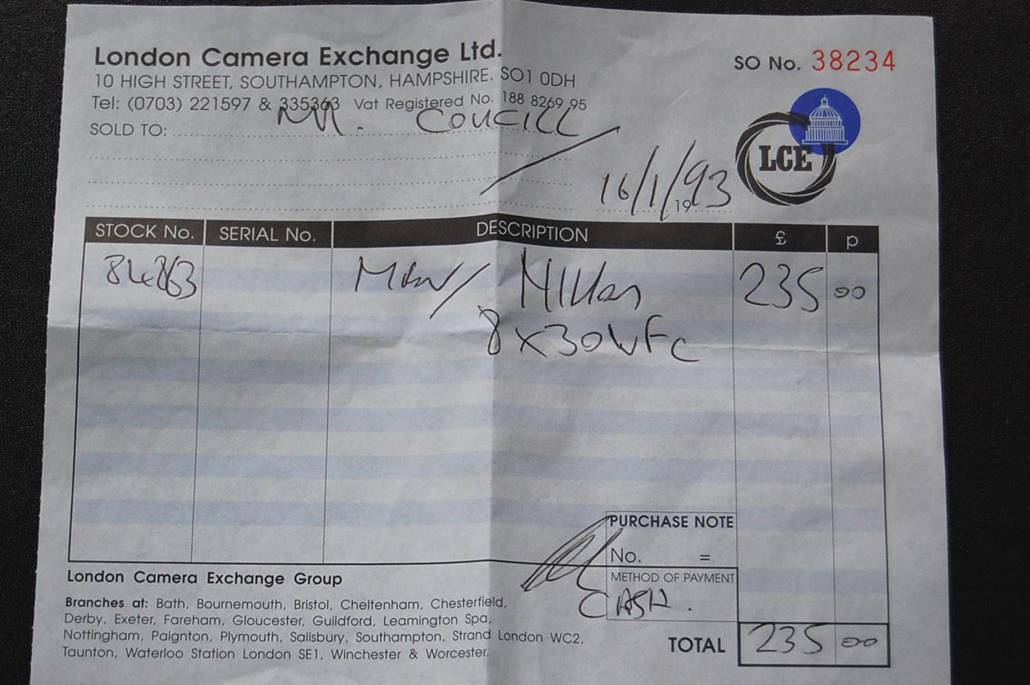 London Camera Exchange Ltd.
SO No. 38234
10 HIGH STREET, SOUTHAMPTON, HAMPSHIRE. SO1 0DH
Tel: (0703) 221597 & 335363 Vat Registered No. 188 8269 95
SOLD TO: Mr. COUCILL
LCE
16/1/1993
STOCK No. SERIAL No. DESCRIPTION £ p
84863 Nikon 235 00
8x30WFC
PURCHASE NOTE
No. =
METHOD OF PAYMENT
CASH.
TOTAL 235 00
London Camera Exchange Group
Branches at: Bath, Bournemouth, Bristol, Cheltenham, Chesterfield,
Derby, Exeter, Fareham, Gloucester, Guildford, Leamington Spa,
Nottingham, Paignton, Plymouth, Salisbury, Southampton, Strand London WC2,
Taunton, Waterloo Station London SE1, Winchester & Worcester.